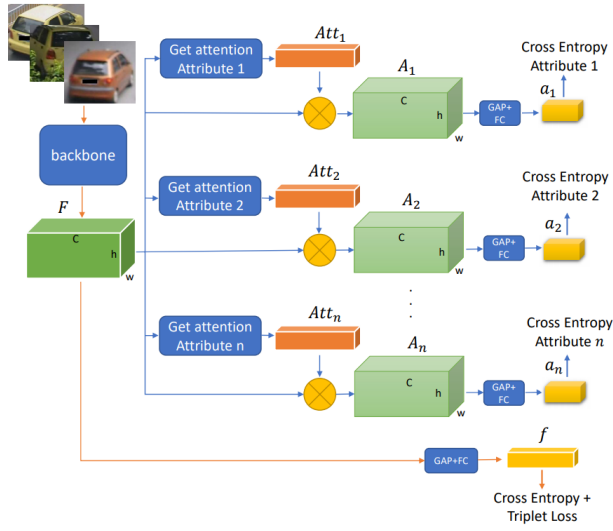 Get attention
Attribute 1
Att1
A1
C
h
w
GAP+
FC
a1
Cross Entropy
Attribute 1
backbone
F
C
h
w
Get attention
Attribute 2
Att2
A2
C
h
w
GAP+
FC
a2
Cross Entropy
Attribute 2
Get attention
Attribute n
Attn
An
C
h
w
GAP+
FC
an
Cross Entropy
Attribute n
GAP+FC
f
Cross Entropy +
Triplet Loss